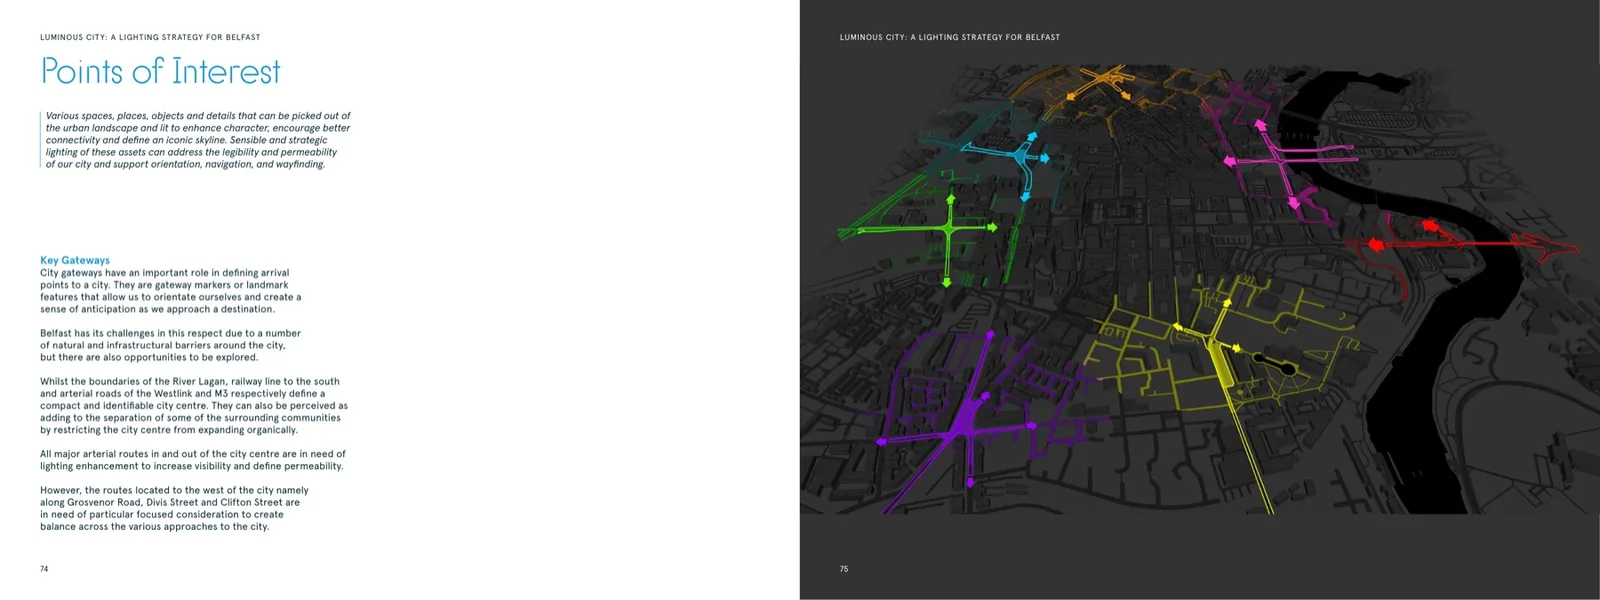 LUMINOUS CITY: A LIGHTING STRATEGY FOR BELFAST
Points of Interest
Various spaces, places, objects and details that can be picked out of
the urban landscape and lit to enhance character, encourage better
connectivity and define an iconic skyline. Sensible and strategic
lighting of these assets can address the legibility and permeability
of our city and support orientation, navigation, and wayfinding.
Key Gateways
City gateways have an important role in defining arrival
points to a city. They are gateway markers or landmark
features that allow us to orientate ourselves and create a
sense of anticipation as we approach a destination.
Belfast has its challenges in this respect due to a number
of natural and infrastructural barriers around the city,
but there are also opportunities to be explored.
Whilst the boundaries of the River Lagan, railway line to the south
and arterial roads of the Westlink and M3 respectively define a
compact and identifiable city centre. They can also be perceived as
adding to the separation of some of the surrounding communities
by restricting the city centre from expanding organically.
All major arterial routes in and out of the city centre are in need of
lighting enhancement to increase visibility and define permeability.
However, the routes located to the west of the city namely
along Grosvenor Road, Divis Street and Clifton Street are
in need of particular focused consideration to create
balance across the various approaches to the city.
74
LUMINOUS CITY: A LIGHTING STRATEGY FOR BELFAST
75